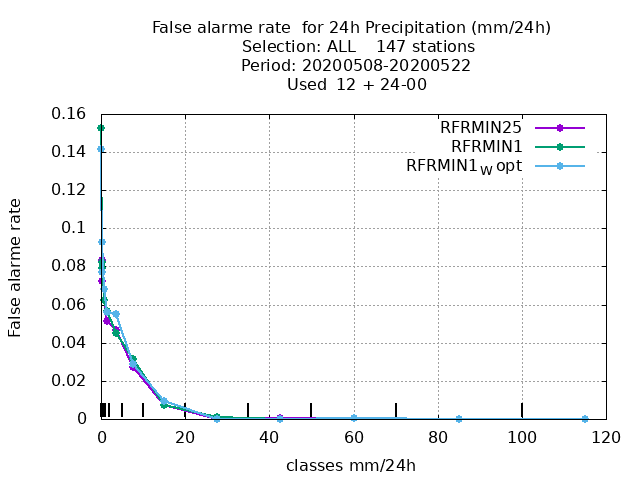 False alarme rate  for 24h Precipitation (mm/24h)
Selection: ALL    147 stations
Period: 20200508-20200522
Used  12 + 24-00
RFRMIN25
RFRMIN1
RFRMIN1_W opt
False alarme rate
0.16
0.14
0.12
0.1
0.08
0.06
0.04
0.02
0
0 20 40 60 80 100 120
classes mm/24h